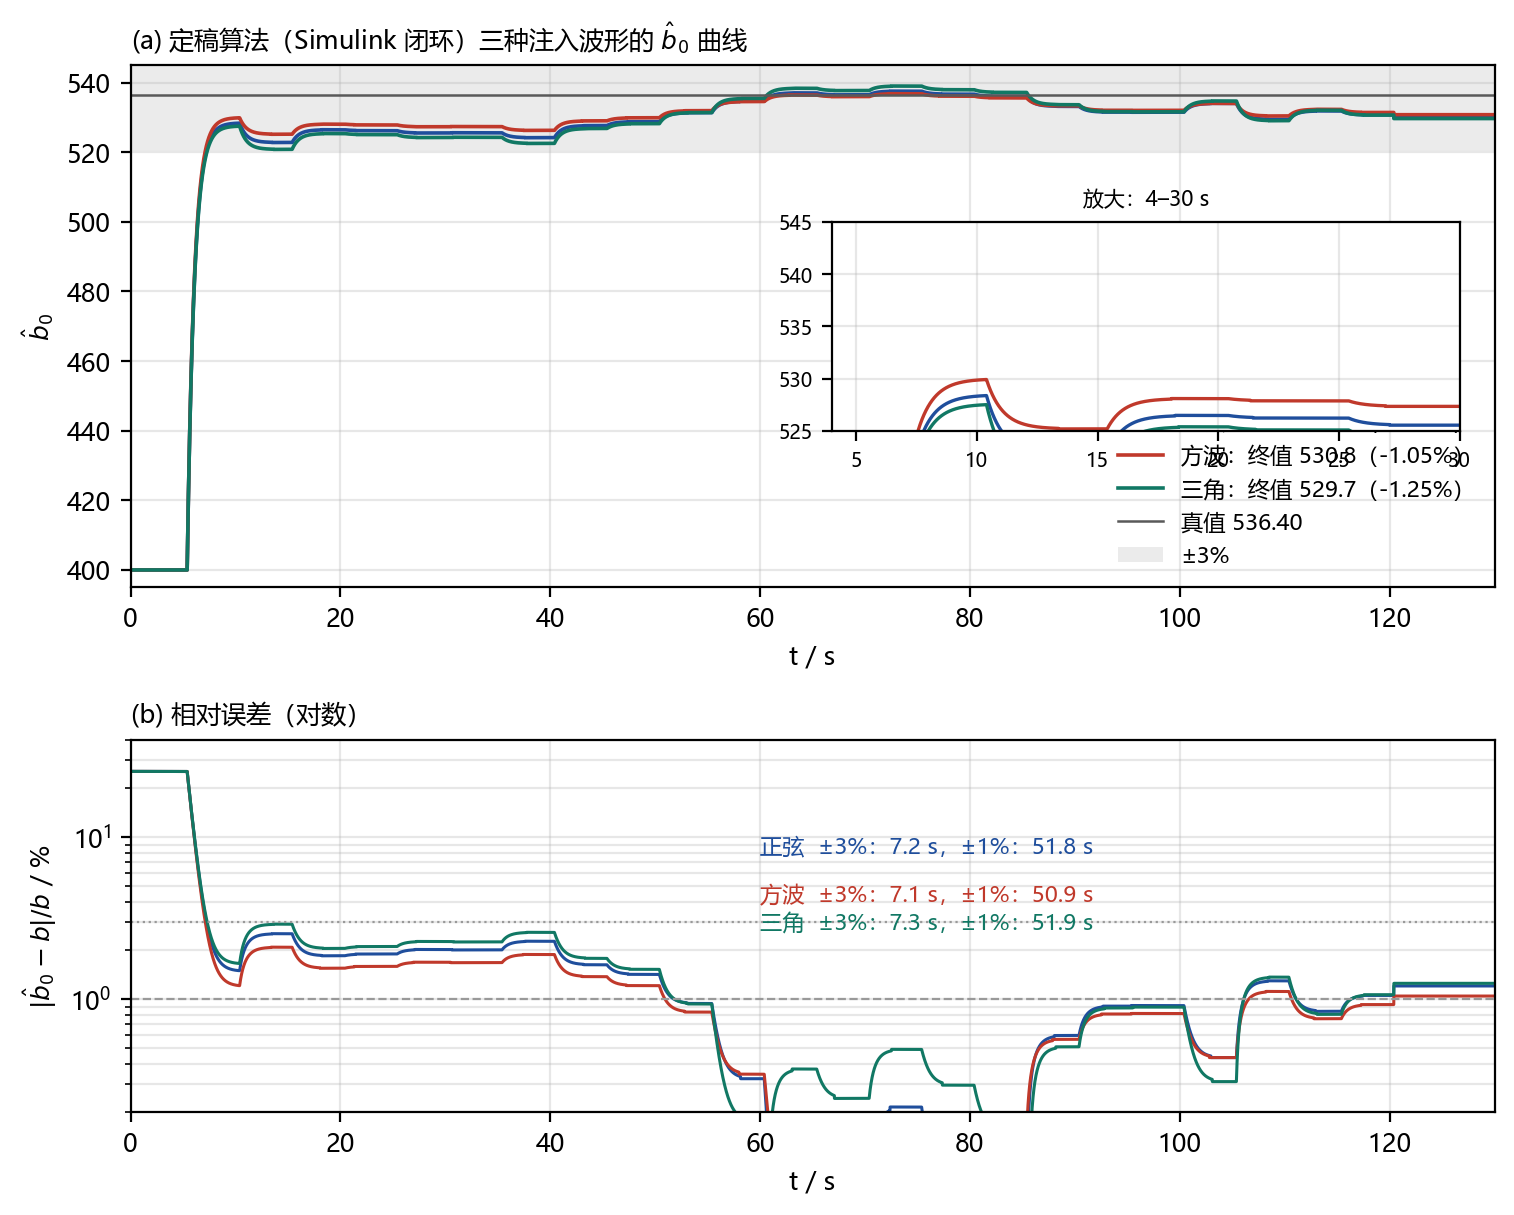 (a) 定稿算法（Simulink 闭环）三种注入波形的 b̂₀ 曲线
540
520
500
480
460
440
420
400
b̂₀
放大：4–30 s
545
540
535
530
525
5
10
15
20
25
30
方波：终值 530.8（-1.05%）
三角：终值 529.7（-1.25%）
真值 536.40
±3%
0
20
40
60
80
100
120
t / s
(b) 相对误差（对数）
10¹
10⁰
|b̂₀ − b|/b / %
正弦 ±3%：7.2 s，±1%：51.8 s
方波 ±3%：7.1 s，±1%：50.9 s
三角 ±3%：7.3 s，±1%：51.9 s
0
20
40
60
80
100
120
t / s